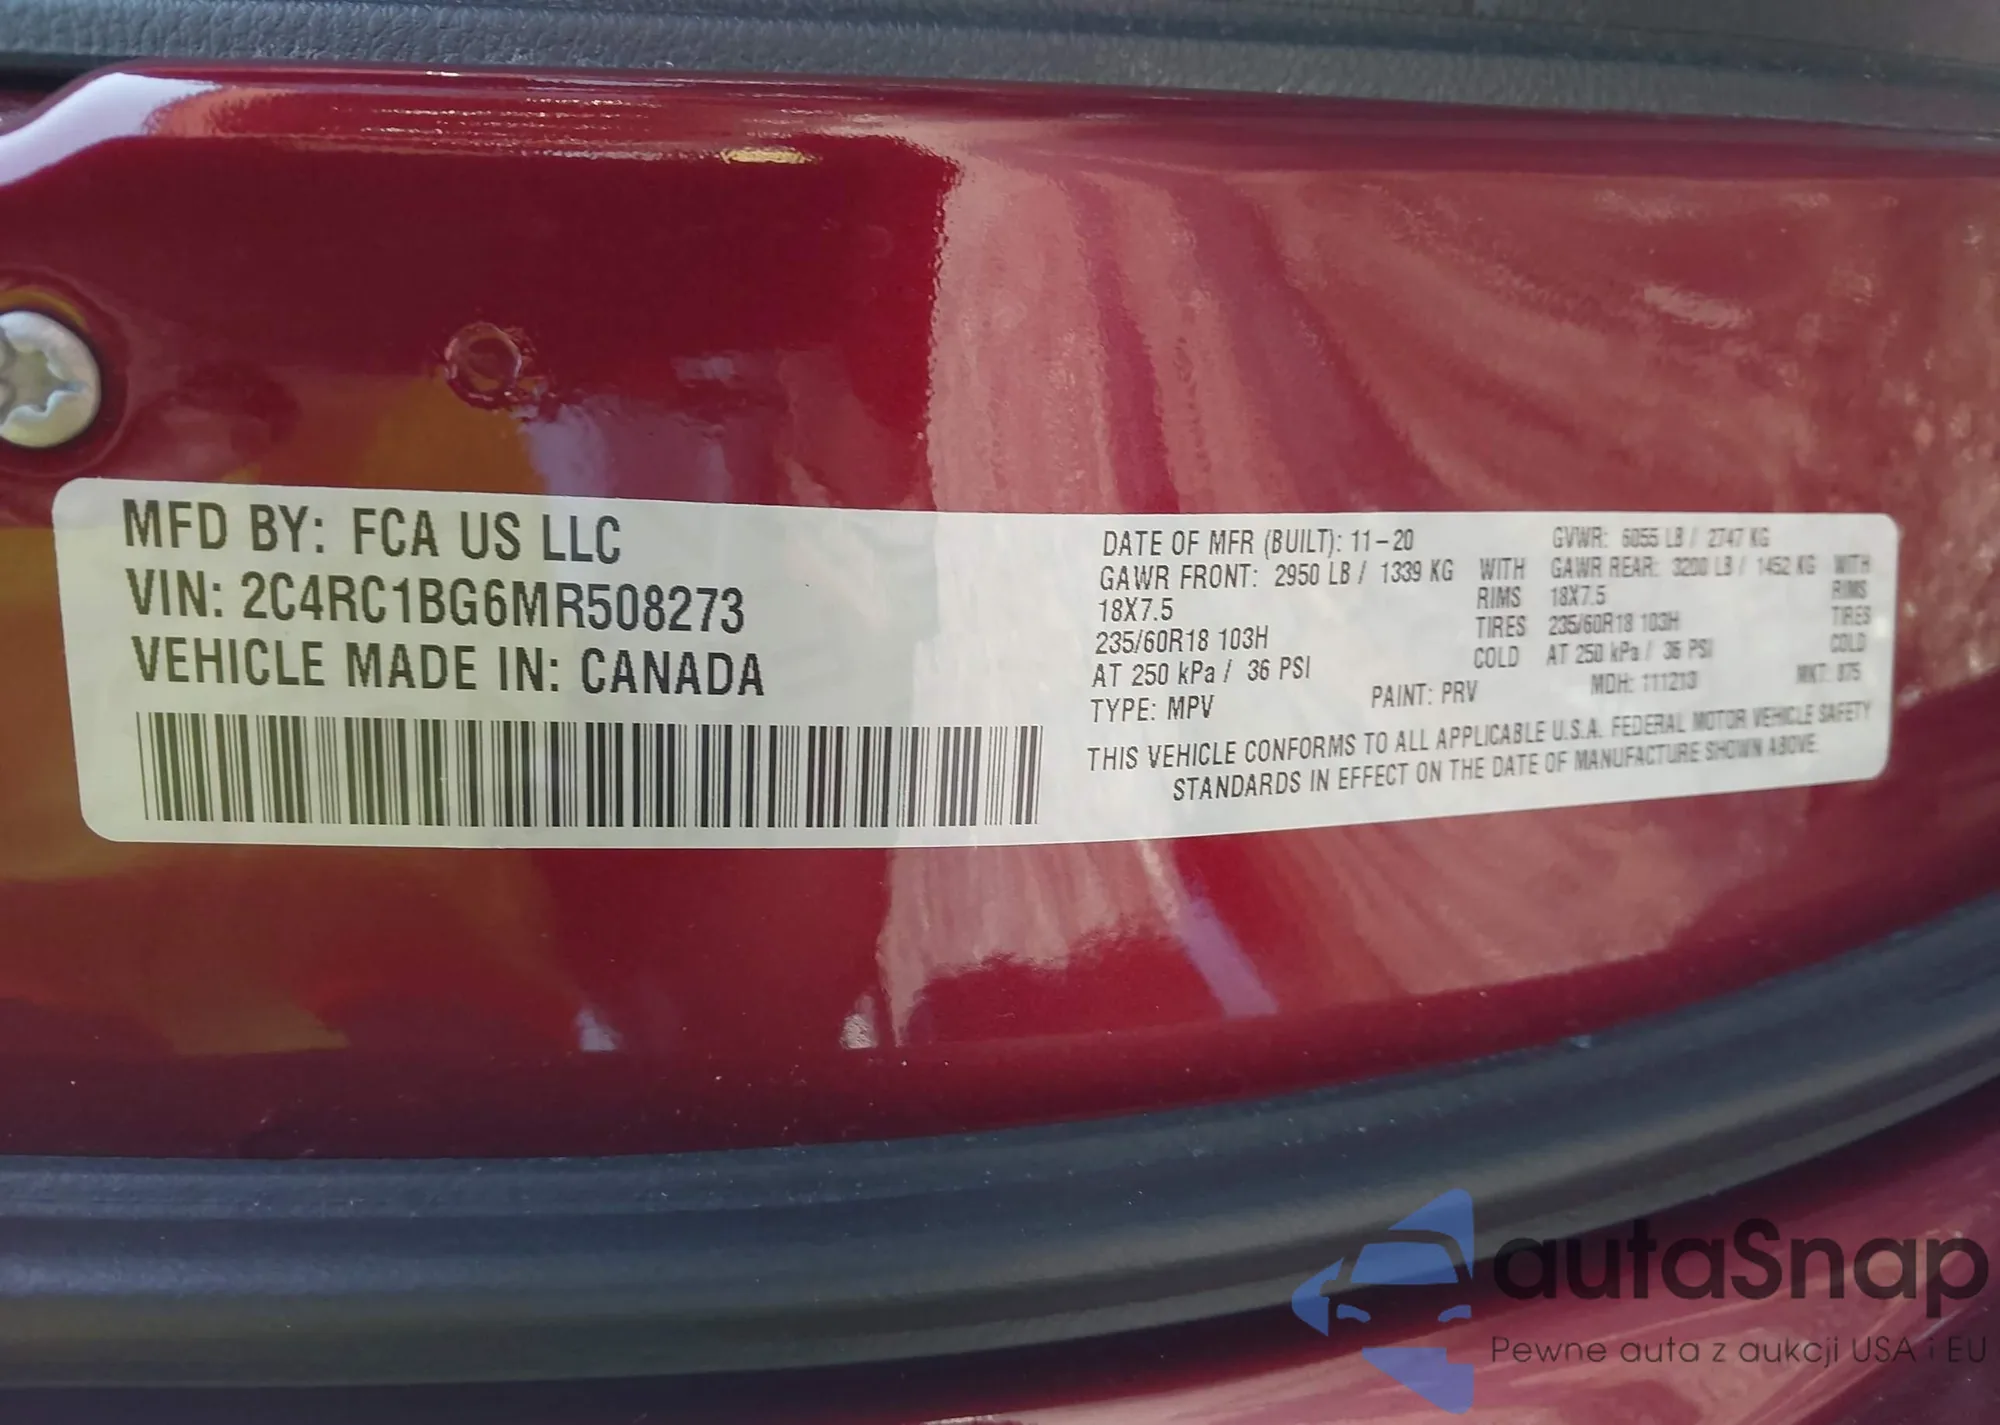 MFD BY: FCA US LLC
VIN: 2C4RC1BG6MR508273
VEHICLE MADE IN: CANADA
DATE OF MFR (BUILT): 11-20 GVWR: 6055 LB / 2747 KG
GAWR FRONT: 2950 LB / 1339 KG WITH GAWR REAR: 3200 LB / 1452 KG WITH
18X7.5 RIMS 18X7.5 RIMS
235/60R18 103H TIRES 235/60R18 103H TIRES
AT 250 kPa / 36 PSI COLD AT 250 kPa / 36 PSI COLD
TYPE: MPV PAINT: PRV MDH: 111213 MKT: 875
THIS VEHICLE CONFORMS TO ALL APPLICABLE U.S.A. FEDERAL MOTOR VEHICLE SAFETY
STANDARDS IN EFFECT ON THE DATE OF MANUFACTURE SHOWN ABOVE.
autaSnap
Pewne auta z aukcji USA i EU